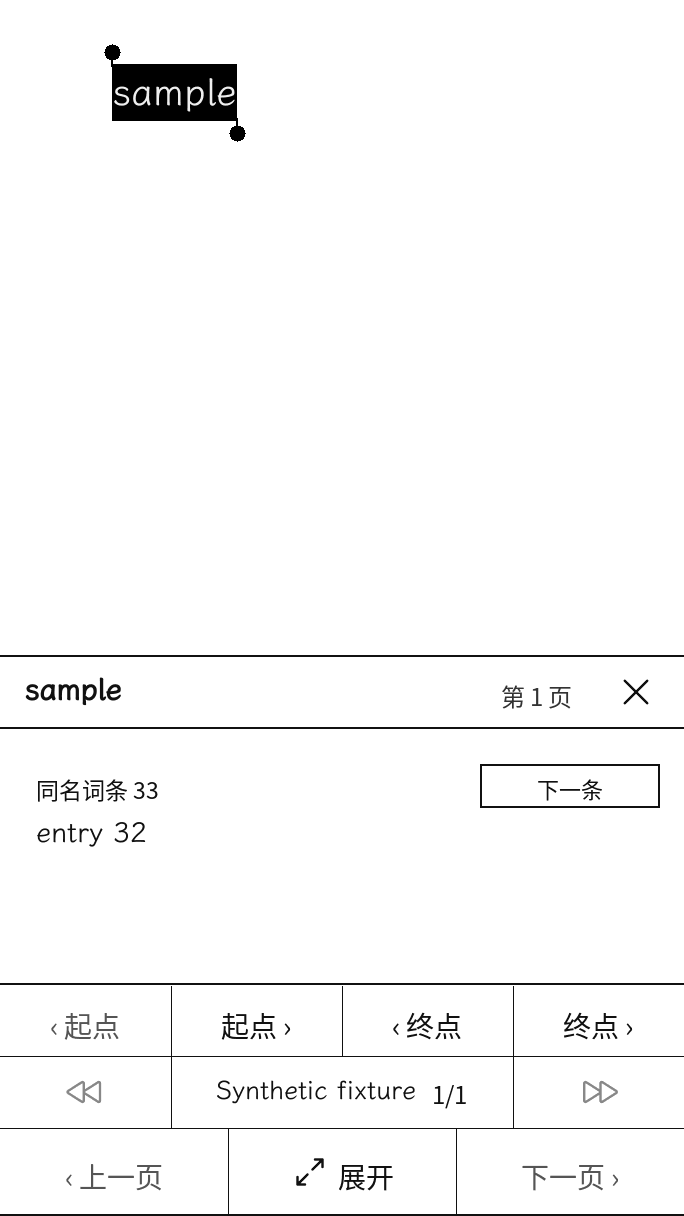 sample
sample 第 1 页
同名词条 33 下一条
entry 32
‹ 起点 起点 › ‹ 终点 终点 ›
Synthetic fixture 1/1
‹ 上一页 展开 下一页 ›